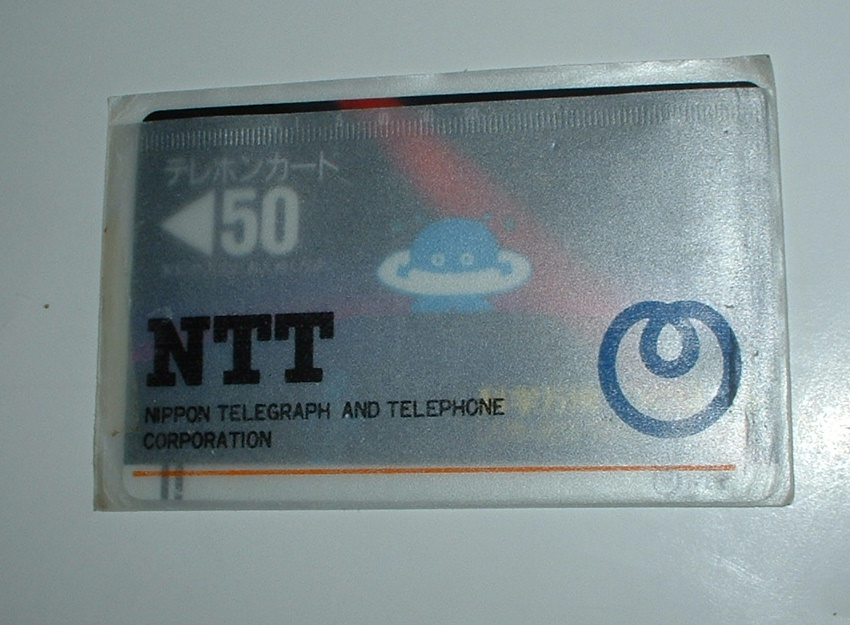 テレホンカード
50
NTT
NIPPON TELEGRAPH AND TELEPHONE
CORPORATION